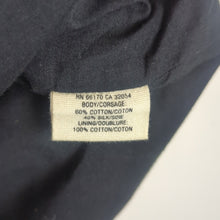 RN 66170 CA 32054
BODY/CORSAGE
60% COTTON/COTON
40% SILK/SOIE
LINING/DOUBLURE:
100% COTTON/COTON